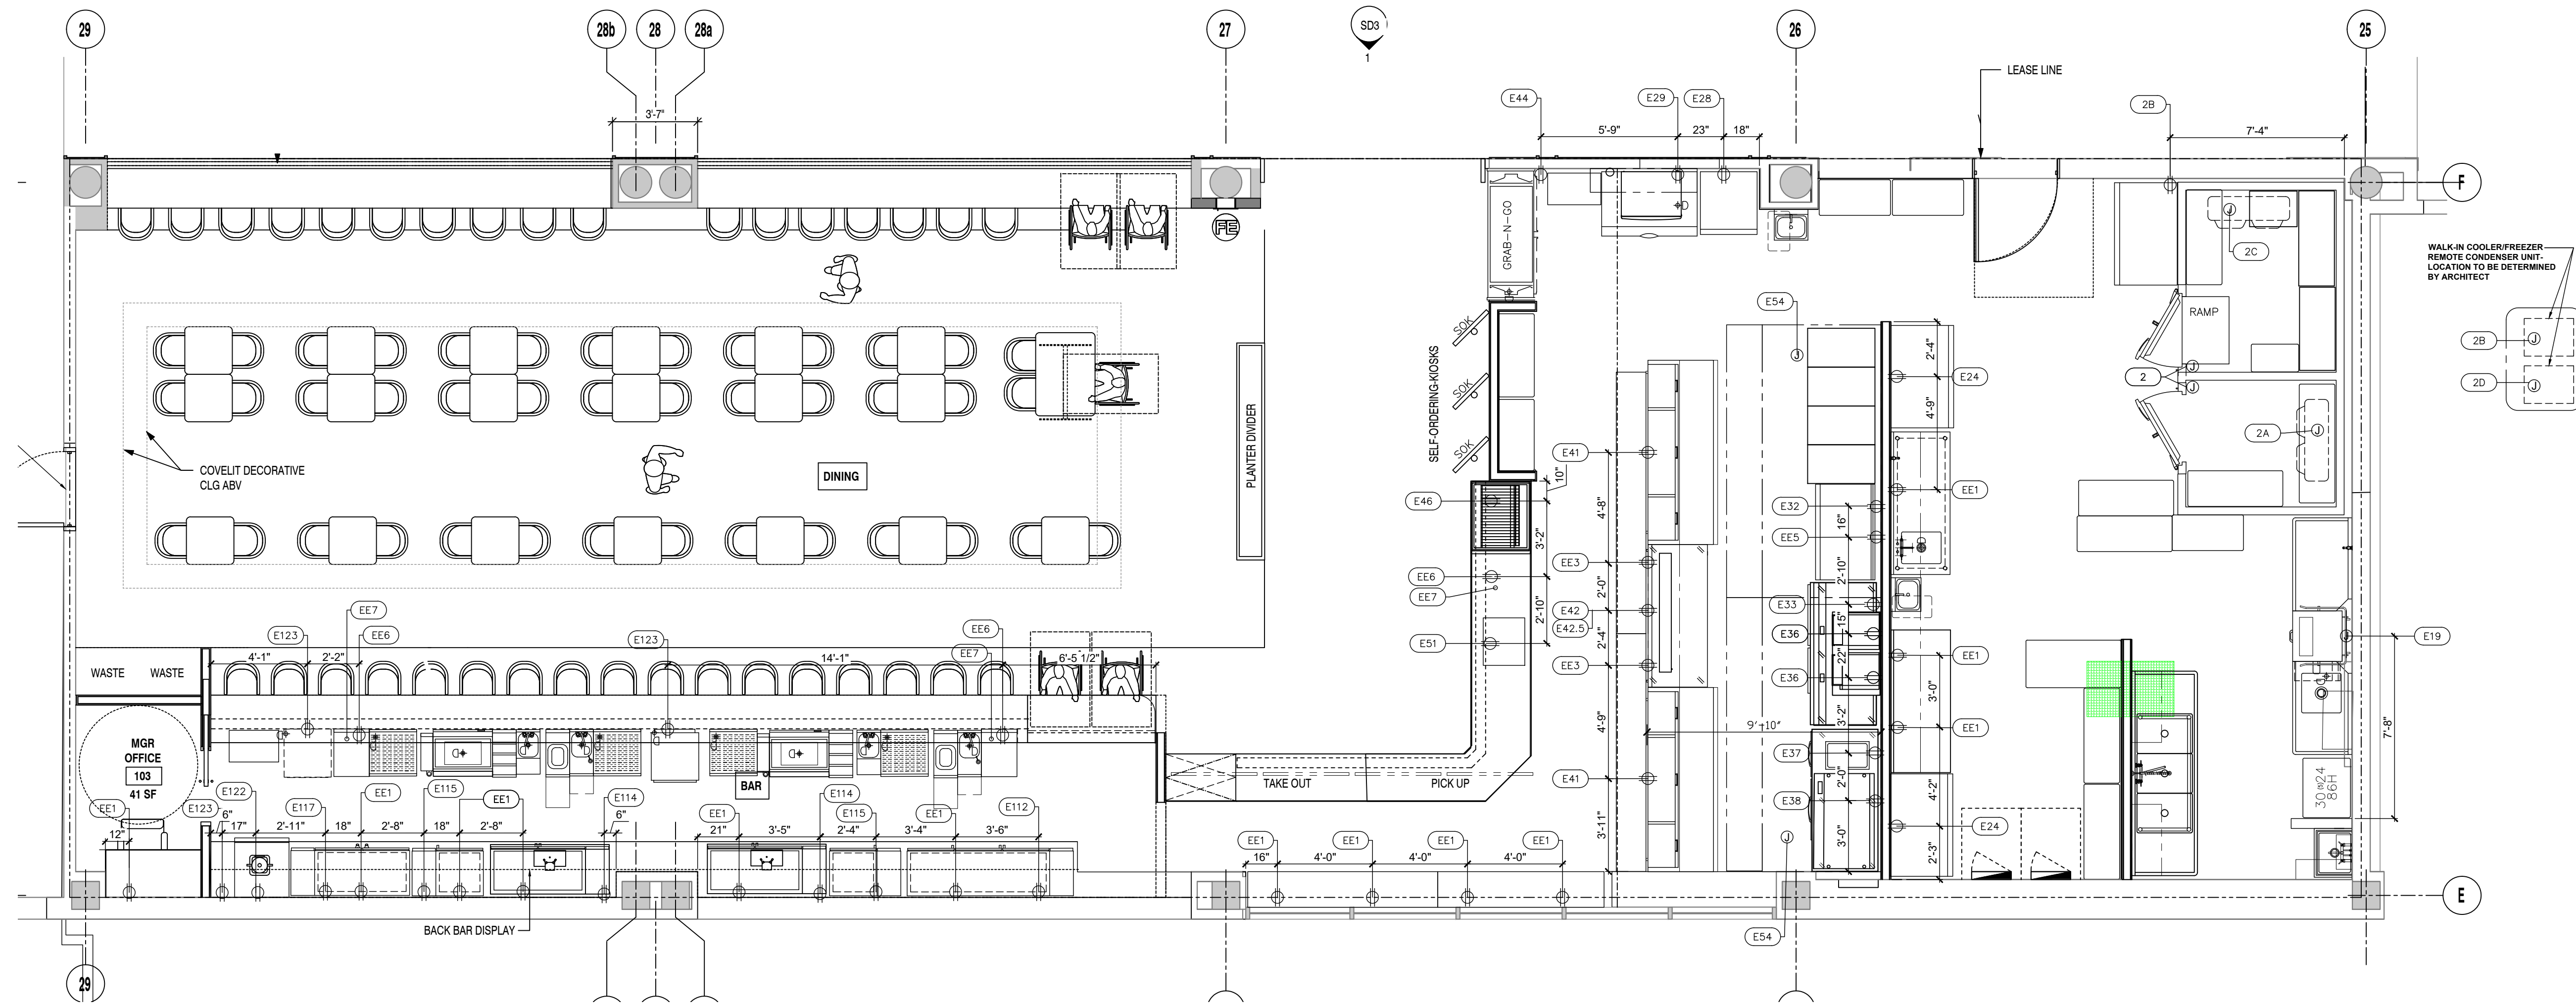 29
28b
28
28a
27
SD3
1
26
25
LEASE LINE
3'-7"
E44
E29
E28
2B
5'-9"
23"
18"
7'-4"
F
FE
GRAB-N-GO
2C
WALK-IN COOLER/FREEZER
REMOTE CONDENSER UNIT-
LOCATION TO BE DETERMINED
BY ARCHITECT
E54
RAMP
J
J
J
J
J
J
J
2B
2D
2
2A
SOK
SOK
SOK
SELF-ORDERING-KIOSKS
2'-4"
E24
4'-9"
PLANTER DIVIDER
COVELIT DECORATIVE
CLG ABV
DINING
E41
10"
E46
4'-8"
EE1
E32
16"
3'-2"
EE5
2'-10"
EE3
EE6
EE7
2'-0"
E42
E42.5
E33
15"
2'-10"
E36
2'-4"
E51
EE3
22"
E36
EE1
3'-0"
EE1
E19
7'-8"
EE7
E123
EE6
E123
EE6
EE7
4'-1"
2'-2"
14'-1"
6'-5 1/2"
WASTE
WASTE
3'-2"
4'-9"
9'-10"
E37
E41
2'-0"
E38
4'-2"
3'-11"
3'-0"
E24
2'-3"
30x24
86H
MGR
OFFICE
103
41 SF
BAR
TAKE OUT
PICK UP
EE1
E123
E122
E117
EE1
E115
EE1
E114
EE1
E114
E115
EE1
E112
12"
6"
17"
2'-11"
18"
2'-8"
18"
2'-8"
6"
21"
3'-5"
2'-4"
3'-4"
3'-6"
EE1
EE1
EE1
EE1
16"
4'-0"
4'-0"
4'-0"
J
E
BACK BAR DISPLAY
E54
29